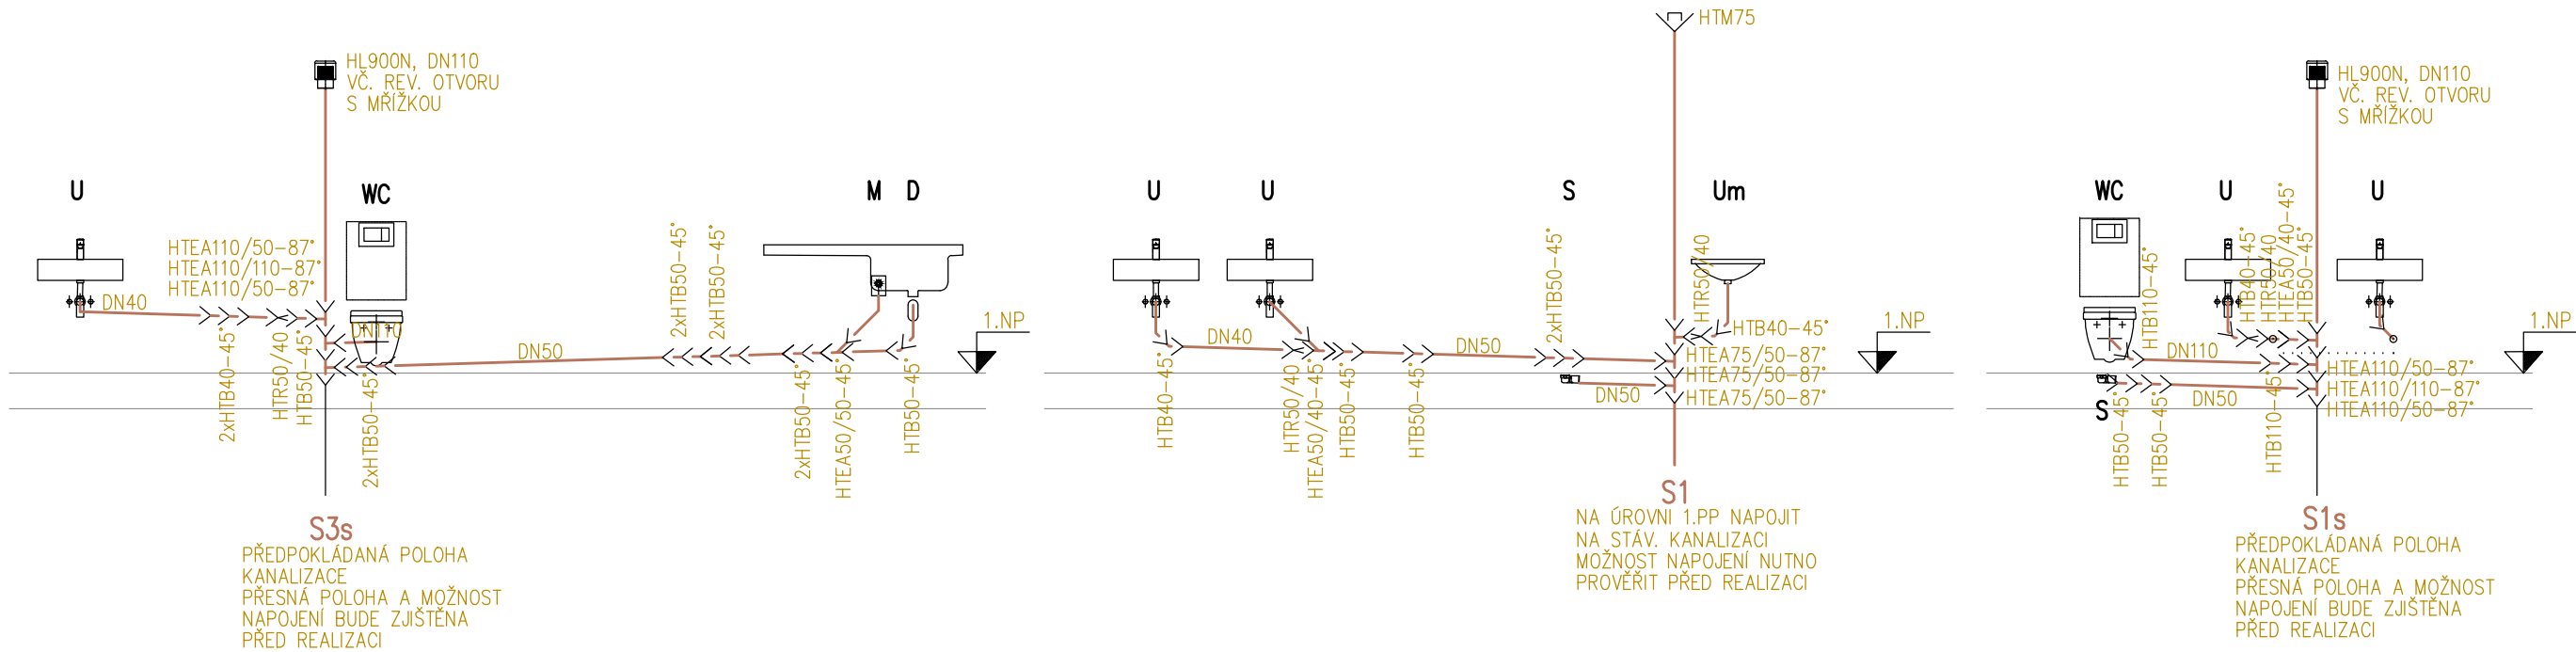 HL900N, DN110
VČ. REV. OTVORU
S MŘÍŽKOU
U
WC
M
D
HTEA110/50-87°
HTEA110/110-87°
HTEA110/50-87°
DN40
DN110
2xHTB40-45°
HTR50/40
HTB50-45°
2xHTB50-45°
DN50
2xHTB50-45°
2xHTB50-45°
2xHTB50-45°
HTEA50/50-45°
HTB50-45°
1.NP
S3s
PŘEDPOKLÁDANÁ POLOHA
KANALIZACE
PŘESNÁ POLOHA A MOŽNOST
NAPOJENÍ BUDE ZJIŠTĚNA
PŘED REALIZACI
HTM75
U
U
S
Um
DN40
HTB40-45°
HTR50/40
HTEA50/40-45°
HTB50-45°
HTB50-45°
DN50
2xHTB50-45°
HTR50/40
HTB40-45°
HTEA75/50-87°
HTEA75/50-87°
HTEA75/50-87°
DN50
1.NP
S1
NA ÚROVNI 1.PP NAPOJIT
NA STÁV. KANALIZACI
MOŽNOST NAPOJENÍ NUTNO
PROVĚŘIT PŘED REALIZACI
HL900N, DN110
VČ. REV. OTVORU
S MŘÍŽKOU
WC
U
U
HTB110-45°
HTB40-45°
HTR50/40
HTEA50/40-45°
HTB50-45°
DN110
DN50
S
HTB50-45°
HTB50-45°
HTB110-45°
HTEA110/50-87°
HTEA110/110-87°
HTEA110/50-87°
1.NP
S1s
PŘEDPOKLÁDANÁ POLOHA
KANALIZACE
PŘESNÁ POLOHA A MOŽNOST
NAPOJENÍ BUDE ZJIŠTĚNA
PŘED REALIZACI